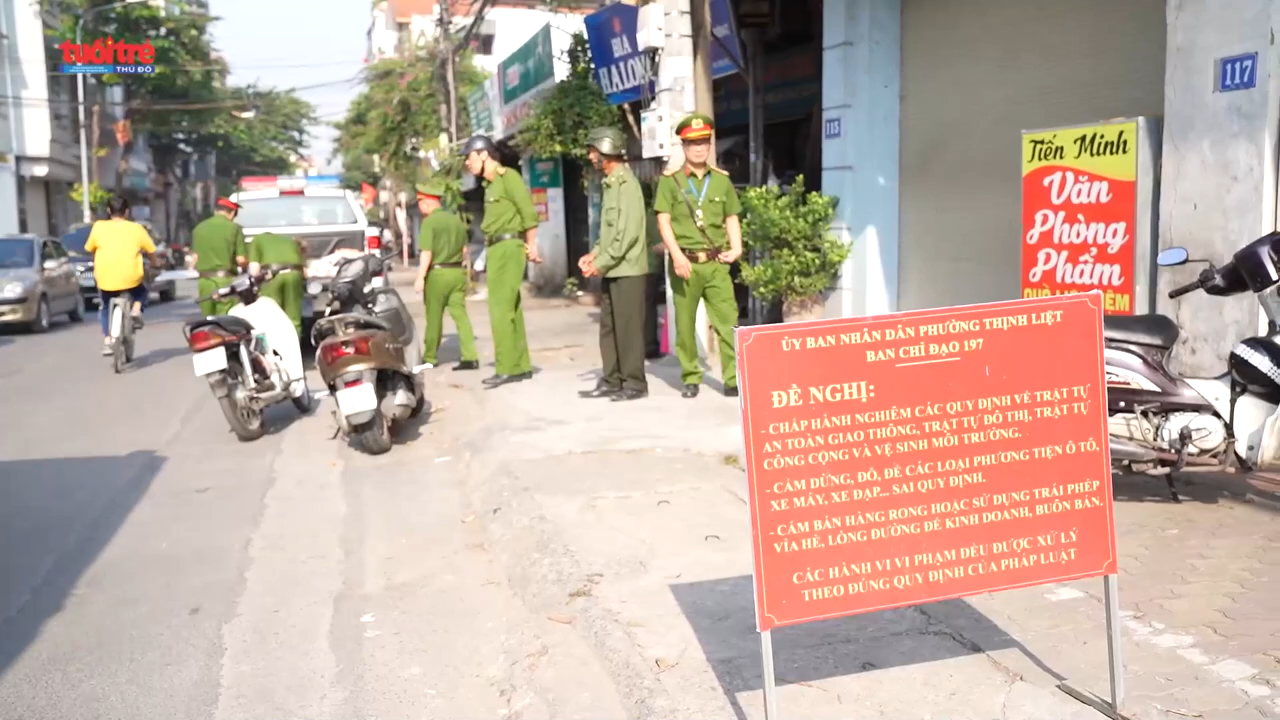 tuổitrẻ
THỦ ĐÔ
BIA
HALONG
115
117
Tiến Minh
Văn
Phòng
Phẩm
ỦY BAN NHÂN DÂN PHƯỜNG THỊNH LIỆT
BAN CHỈ ĐẠO 197
ĐỀ NGHỊ:
- CHẤP HÀNH NGHIÊM CÁC QUY ĐỊNH VỀ TRẬT TỰ
AN TOÀN GIAO THÔNG, TRẬT TỰ ĐÔ THỊ, TRẬT TỰ
CÔNG CỘNG VÀ VỆ SINH MÔI TRƯỜNG.
- CẤM DỪNG, ĐỖ, ĐỂ CÁC LOẠI PHƯƠNG TIỆN Ô TÔ,
XE MÁY, XE ĐẠP... SAI QUY ĐỊNH.
- CẤM BÁN HÀNG RONG HOẶC SỬ DỤNG TRÁI PHÉP
VỈA HÈ, LÒNG ĐƯỜNG ĐỂ KINH DOANH, BUÔN BÁN.
CÁC HÀNH VI VI PHẠM ĐỀU ĐƯỢC XỬ LÝ
THEO ĐÚNG QUY ĐỊNH CỦA PHÁP LUẬT